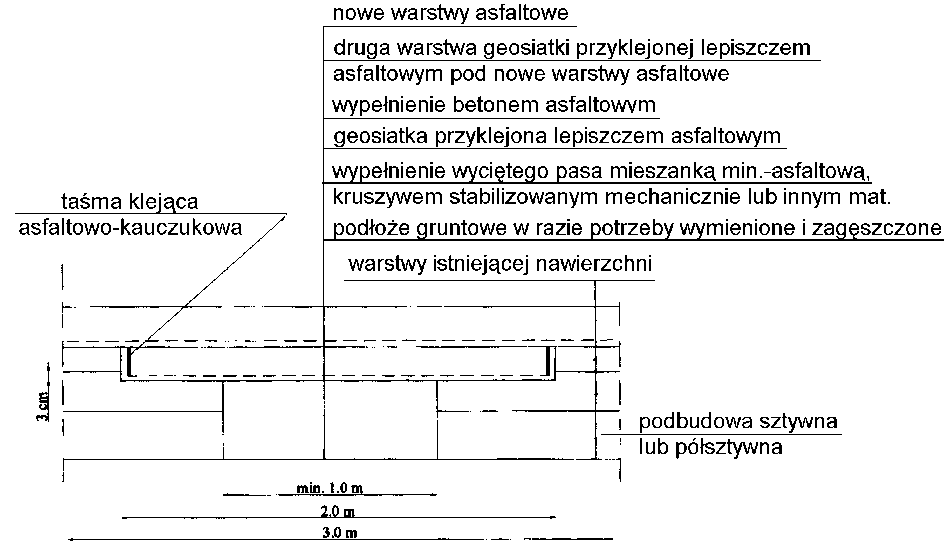 nowe warstwy asfaltowe
druga warstwa geosiatki przyklejonej lepiszczem
asfaltowym pod nowe warstwy asfaltowe
wypełnienie betonem asfaltowym
geosiatka przyklejona lepiszczem asfaltowym
wypełnienie wyciętego pasa mieszanką min.-asfaltową,
kruszywem stabilizowanym mechanicznie lub innym mat.
podłoże gruntowe w razie potrzeby wymienione i zagęszczone
warstwy istniejącej nawierzchni
taśma klejąca
asfaltowo-kauczukowa
3 cm
podbudowa sztywna
lub półsztywna
min. 1.0 m
2.0 m
3.0 m